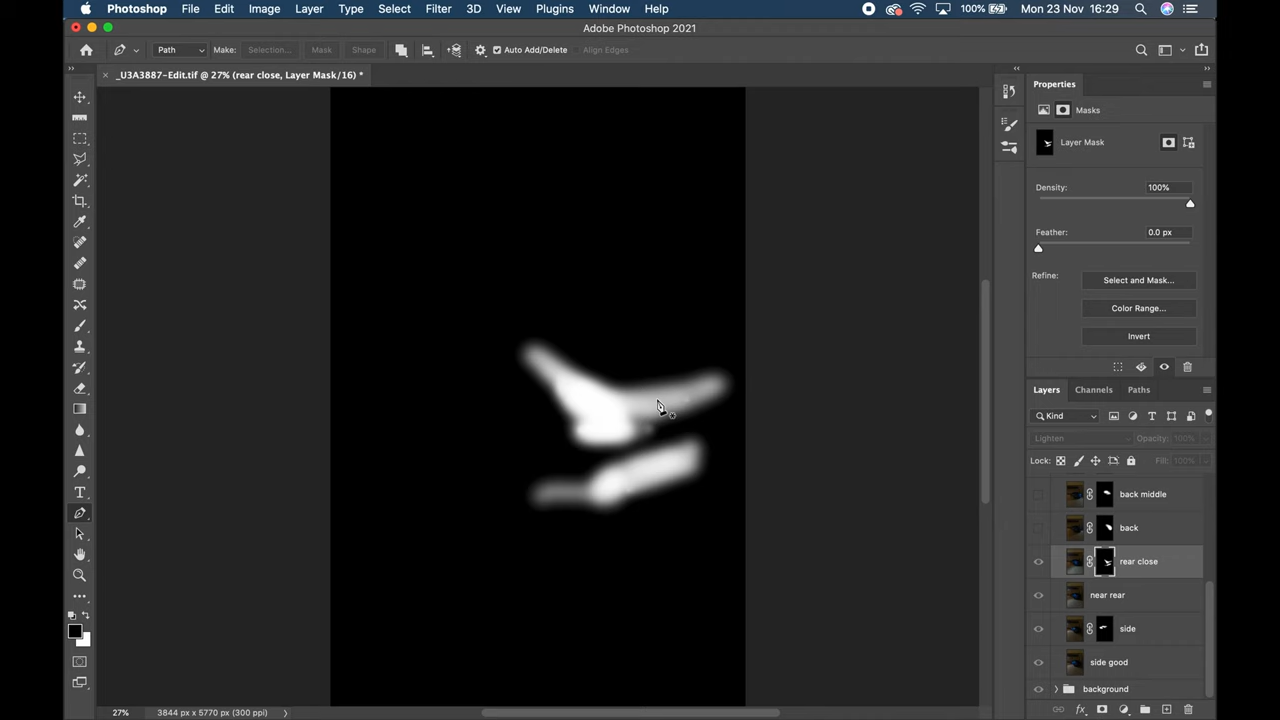 Photoshop File Edit Image Layer Type Select Filter 3D View Plugins Window Help 100% Mon 23 Nov 16:29
Adobe Photoshop 2021
Path Make: Selection... Mask Shape Auto Add/Delete Align Edges
_U3A3887-Edit.tif @ 27% (rear close, Layer Mask/16) *
Properties
Masks
Layer Mask
Density: 100%
Feather: 0.0 px
Refine: Select and Mask...
Color Range...
Invert
Layers Channels Paths
Kind
Lighten Opacity: 100%
Lock: Fill: 100%
back middle
back
rear close
near rear
side
side good
background
27% 3844 px x 5770 px (300 ppi)